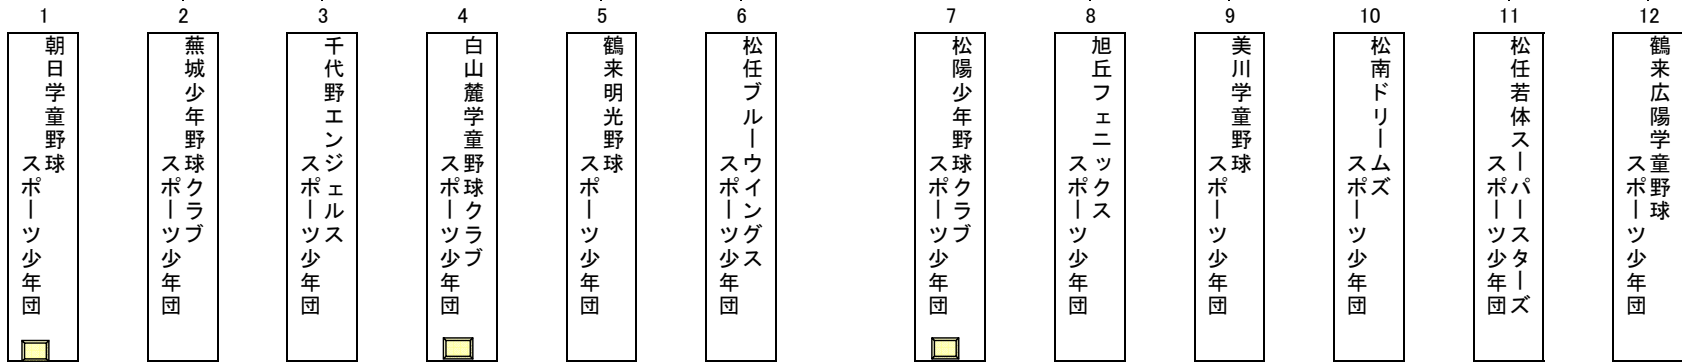 1
朝日学童野球
スポーツ少年団
2
蕪城少年野球クラブ
スポーツ少年団
3
千代野エンジェルス
スポーツ少年団
4
白山麓学童野球クラブ
スポーツ少年団
5
鶴来明光野球
スポーツ少年団
6
松任ブルーウイングス
スポーツ少年団
7
松陽少年野球クラブ
スポーツ少年団
8
旭丘フェニックス
スポーツ少年団
9
美川学童野球
スポーツ少年団
10
松南ドリームズ
スポーツ少年団
11
松任若体スーパースターズ
スポーツ少年団
12
鶴来広陽学童野球
スポーツ少年団